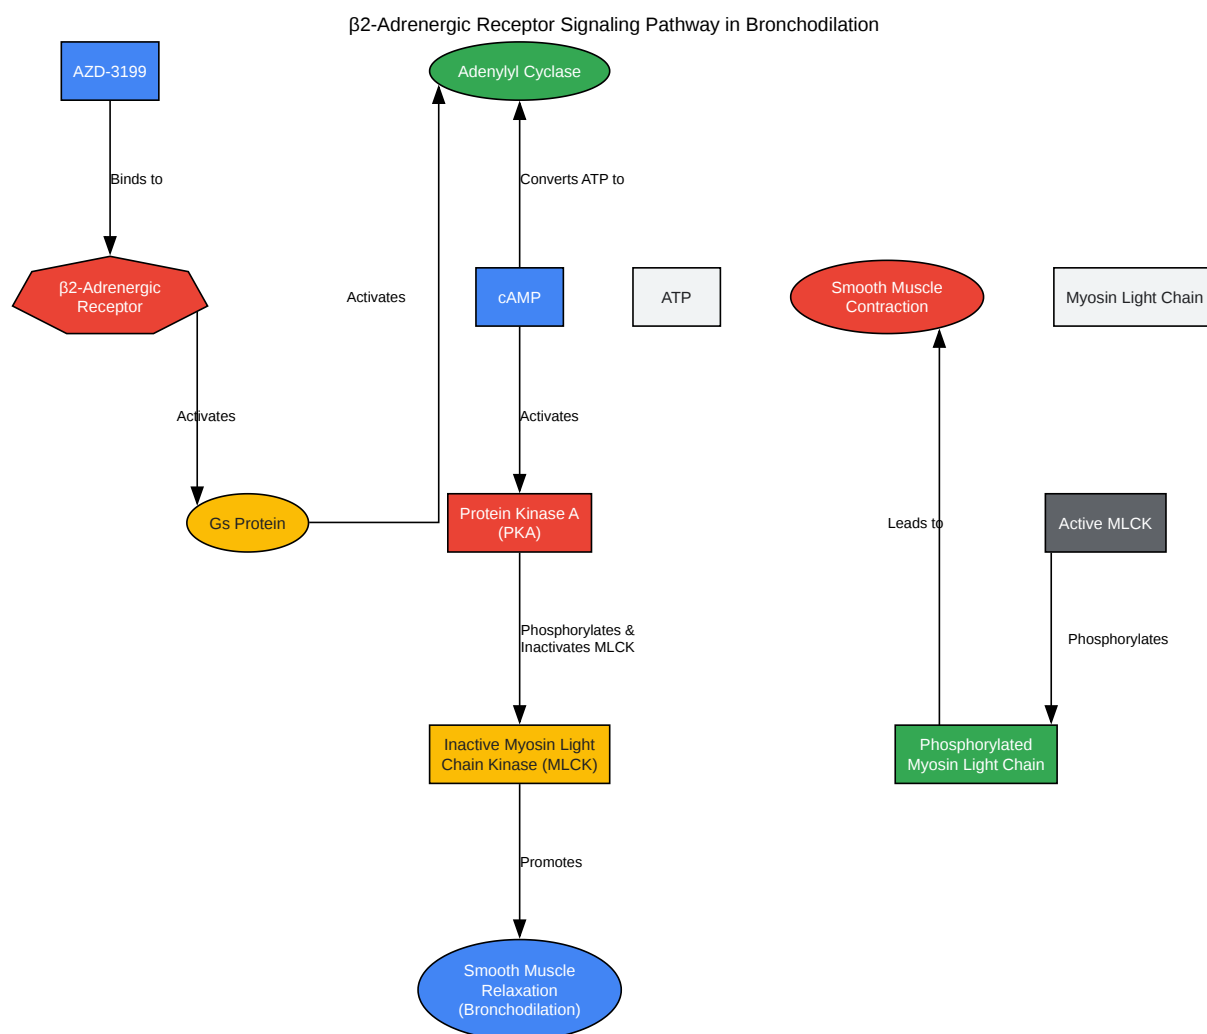 β2-Adrenergic Receptor Signaling Pathway in Bronchodilation
AZD-3199
Adenylyl Cyclase
Binds to
Converts ATP to
β2-Adrenergic
Receptor
Activates
cAMP
ATP
Smooth Muscle
Contraction
Myosin Light Chain
Activates
Activates
Gs Protein
Protein Kinase A
(PKA)
Leads to
Active MLCK
Phosphorylates &
Inactivates MLCK
Phosphorylates
Inactive Myosin Light
Chain Kinase (MLCK)
Phosphorylated
Myosin Light Chain
Promotes
Smooth Muscle
Relaxation
(Bronchodilation)